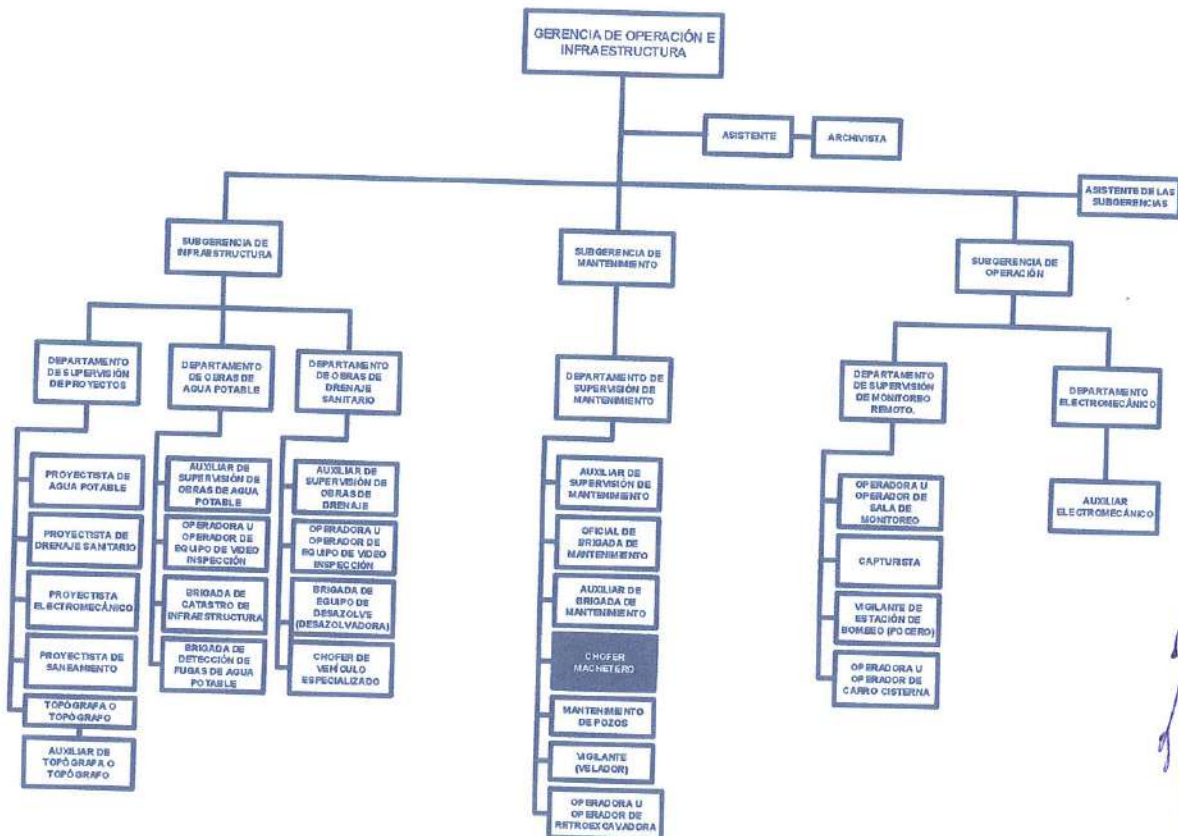 GERENCIA DE OPERACIÓN E
INFRAESTRUCTURA
ASISTENTE
ARCHIVISTA
ASISTENTE DE LAS
SUBGERENCIAS
SUBGERENCIA DE
INFRAESTRUCTURA
SUBGERENCIA DE
MANTENIMIENTO
SUBGERENCIA DE
OPERACIÓN
DEPARTAMENTO
DE SUPERVISIÓN
DE PROYECTOS
DEPARTAMENTO
DE OBRAS DE
AGUA POTABLE
DEPARTAMENTO
DE OBRAS DE
DRENAJE
SANITARIO
DEPARTAMENTO DE
SUPERVISIÓN DE
MANTENIMIENTO
DEPARTAMENTO
DE SUPERVISIÓN
DE MONITOREO
REMOTO.
DEPARTAMENTO
ELECTROMECÁNICO
PROYECTISTA DE
AGUA POTABLE
PROYECTISTA DE
DRENAJE SANITARIO
PROYECTISTA
ELECTROMECÁNICO
PROYECTISTA DE
SANEAMIENTO
TOPÓGRAFA O
TOPÓGRAFO
AUXILIAR DE
TOPÓGRAFA O
TOPÓGRAFO
AUXILIAR DE
SUPERVISIÓN DE
OBRAS DE AGUA
POTABLE
OPERADORA U
OPERADOR DE
EQUIPO DE VIDEO
INSPECCIÓN
BRIGADA DE
CATASTRO DE
INFRAESTRUCTURA
BRIGADA DE
DETECCIÓN DE
FUGAS DE AGUA
POTABLE
AUXILIAR DE
SUPERVISIÓN DE
OBRAS DE
DRENAJE
OPERADORA U
OPERADOR DE
EQUIPO DE VIDEO
INSPECCIÓN
BRIGADA DE
EQUIPO DE
DESAZOLVE
(DESAZOLVADORA)
CHOFER DE
VEHÍCULO
ESPECIALIZADO
AUXILIAR DE
SUPERVISIÓN DE
MANTENIMIENTO
OFICIAL DE
BRIGADA DE
MANTENIMIENTO
AUXILIAR DE
BRIGADA DE
MANTENIMIENTO
CHOFER
MACHETERO
MANTENIMIENTO
DE POZOS
VIGILANTE
(VELADOR)
OPERADORA U
OPERADOR DE
RETROEXCAVADORA
OPERADORA U
OPERADOR DE
SALA DE
MONITOREO
CAPTURISTA
VIGILANTE DE
ESTACIÓN DE
BOMBEO (POCERO)
OPERADORA U
OPERADOR DE
CARRO CISTERNA
AUXILIAR
ELECTROMECÁNICO